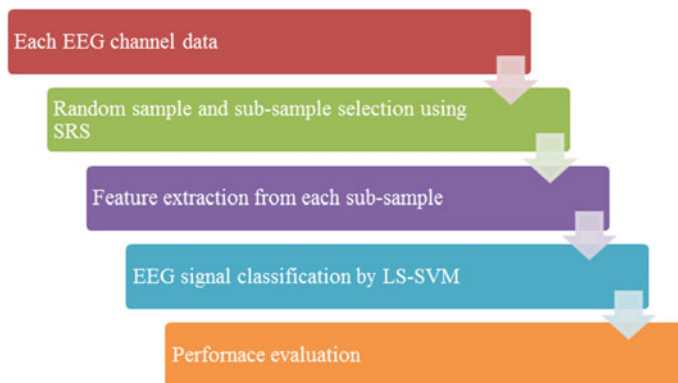 Each EEG channel data
Random sample and sub-sample selection using
SRS
Feature extraction from each sub-sample
EEG signal classification by LS-SVM
Perfornace evaluation